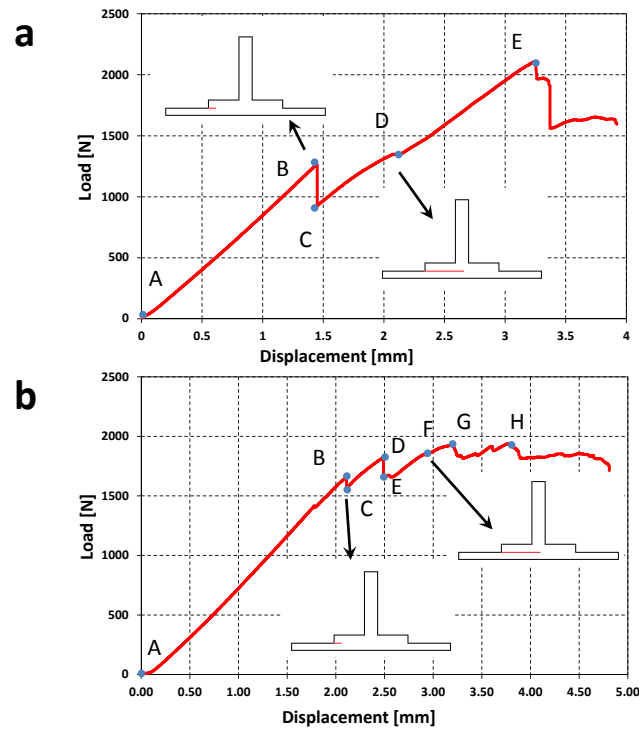 a
2500
2000
1500
1000
500
0
Load [N]
A
B
C
D
E
0
0.5
1
1.5
2
2.5
3
3.5
4
Displacement [mm]
b
2500
2000
1500
1000
500
0
Load [N]
A
B
C
D
E
F
G
H
0.00
0.50
1.00
1.50
2.00
2.50
3.00
3.50
4.00
4.50
5.00
Displacement [mm]